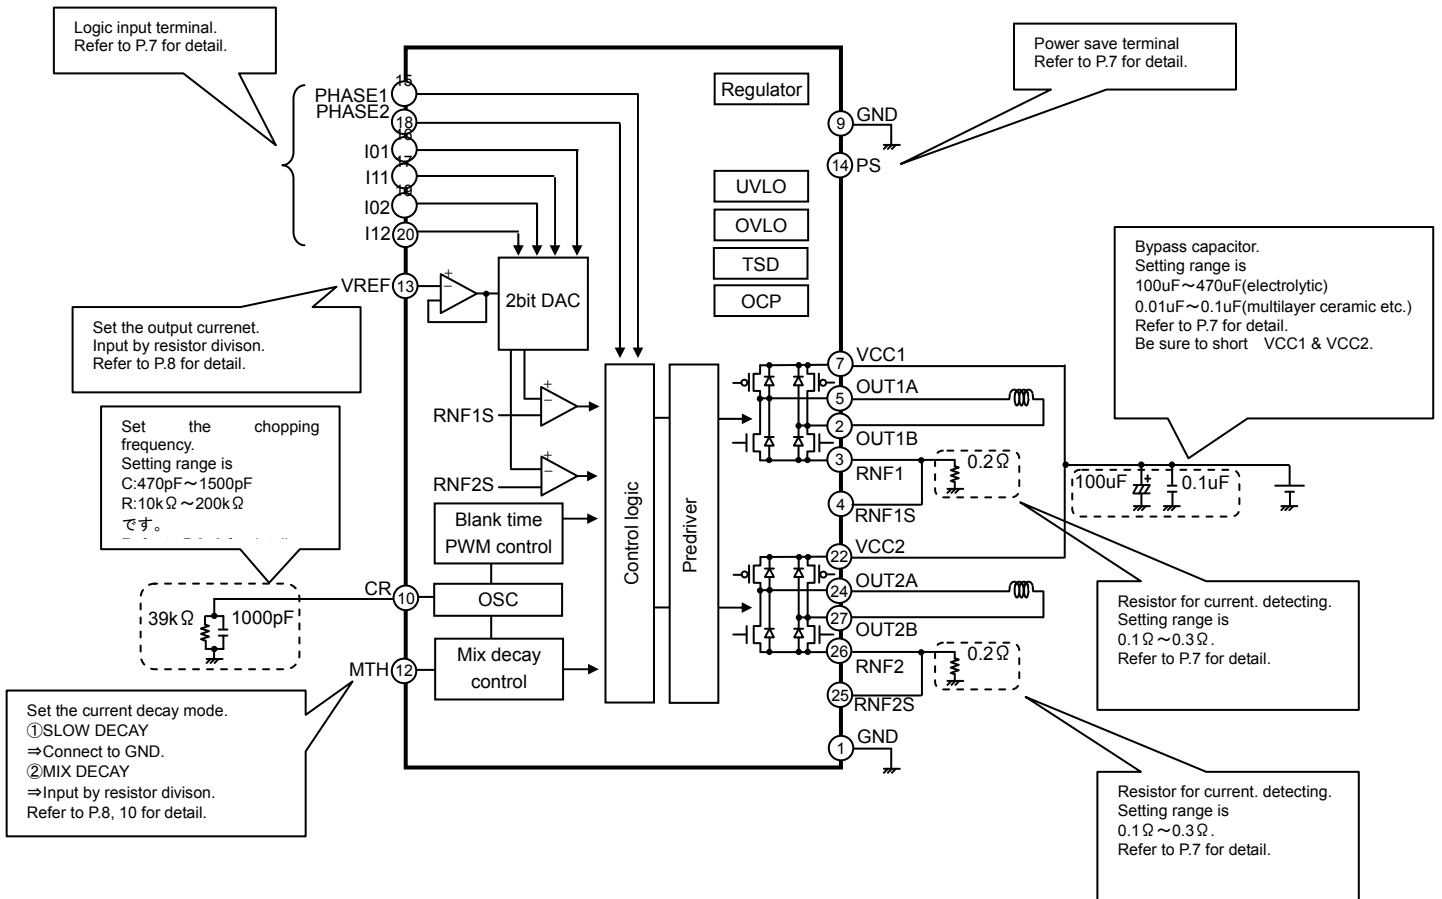 Logic input terminal.
Refer to P.7 for detail.
Power save terminal
Refer to P.7 for detail.
15
PHASE1
PHASE2
18
16
I01
17
I11
19
I02
I12
20
VREF
13
Regulator
UVLO
OVLO
TSD
OCP
9
GND
14
PS
+
−
2bit DAC
Bypass capacitor.
Setting range is
100uF～470uF(electrolytic)
0.01uF～0.1uF(multilayer ceramic etc.)
Refer to P.7 for detail.
Be sure to short VCC1 & VCC2.
Set the output currenet.
Input by resistor divison.
Refer to P.8 for detail.
Set the chopping
frequency.
Setting range is
C:470pF～1500pF
R:10kΩ～200kΩ
です。
RNF1S
+
−
RNF2S
+
−
Blank time
PWM control
OSC
Mix decay
control
Control logic
Predriver
7
VCC1
5
OUT1A
2
OUT1B
3
RNF1
4
RNF1S
0.2Ω
22
VCC2
24
OUT2A
27
OUT2B
26
RNF2
25
RNF2S
0.2Ω
1
GND
100uF
+
0.1uF
CR
10
39kΩ
1000pF
MTH
12
Set the current decay mode.
①SLOW DECAY
⇒Connect to GND.
②MIX DECAY
⇒Input by resistor divison.
Refer to P.8, 10 for detail.
Resistor for current. detecting.
Setting range is
0.1Ω～0.3Ω.
Refer to P.7 for detail.
Resistor for current. detecting.
Setting range is
0.1Ω～0.3Ω.
Refer to P.7 for detail.